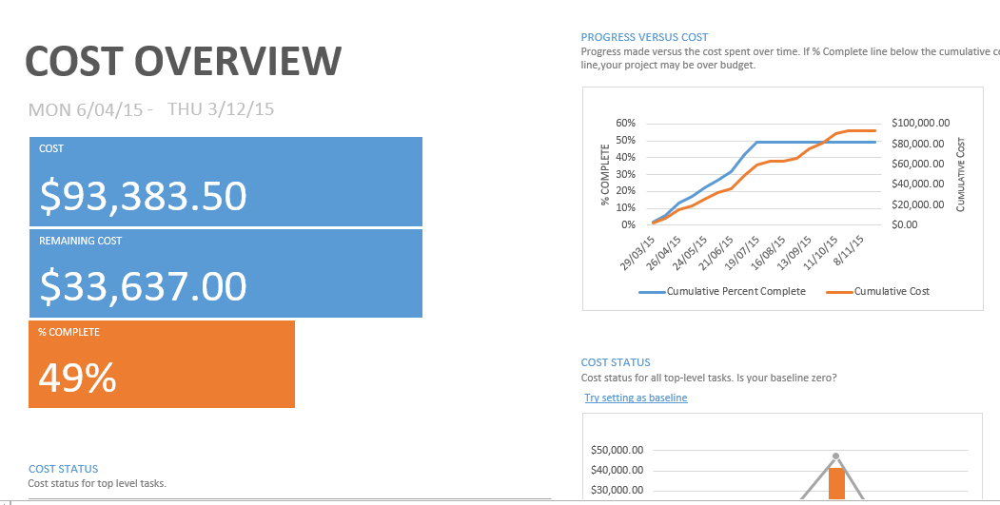 COST OVERVIEW
MON 6/04/15 - THU 3/12/15
COST
$93,383.50
REMAINING COST
$33,637.00
% COMPLETE
49%
COST STATUS
Cost status for top level tasks.
PROGRESS VERSUS COST
Progress made versus the cost spent over time. If % Complete line below the cumulative
line,your project may be over budget.
% COMPLETE
60%
50%
40%
30%
20%
10%
0%
$100,000.00
$80,000.00
$60,000.00
$40,000.00
$20,000.00
$0.00
CUMULATIVE COST
29/03/15
26/04/15
24/05/15
21/06/15
19/07/15
16/08/15
13/09/15
11/10/15
8/11/15
Cumulative Percent Complete
Cumulative Cost
COST STATUS
Cost status for all top-level tasks. Is your baseline zero?
Try setting as baseline
$50,000.00
$40,000.00
$30,000.00